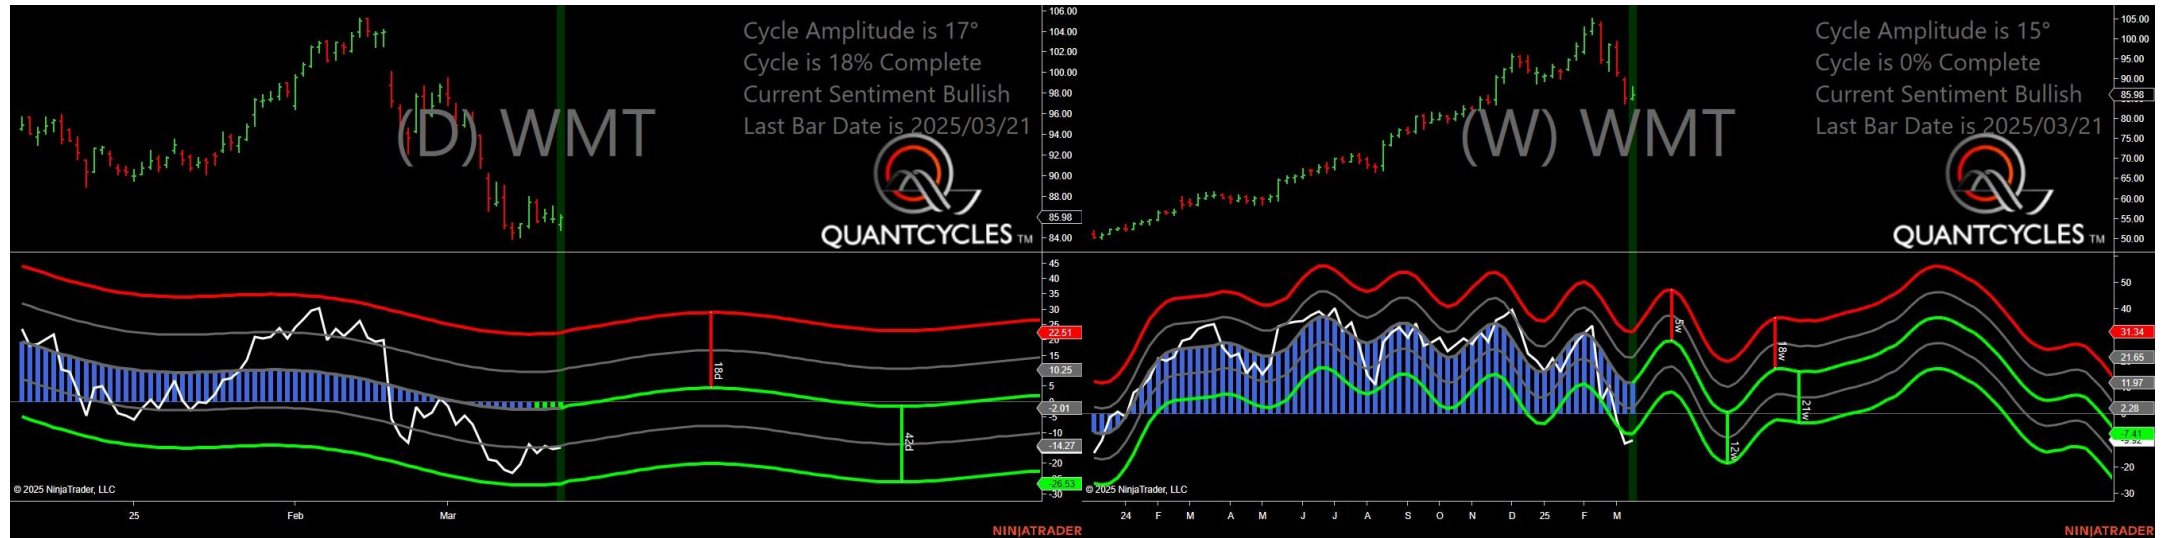 Cycle Amplitude is 17°
Cycle is 18% Complete
Current Sentiment Bullish
Last Bar Date is 2025/03/21
(D) WMT
QUANTCYCLES TM
106.00
104.00
102.00
100.00
98.00
96.00
94.00
92.00
90.00
88.00
85.98
84.00
45
40
35
30
25
22.51
20
15
10.25
5
-2.01
-5
-10
-14.27
-20
-26.53
-30
18d
42d
© 2025 NinjaTrader, LLC
25 Feb Mar
NINJATRADER
Cycle Amplitude is 15°
Cycle is 0% Complete
Current Sentiment Bullish
Last Bar Date is 2025/03/21
(W) WMT
QUANTCYCLES TM
105.00
100.00
95.00
90.00
85.98
80.00
75.00
70.00
65.00
60.00
55.00
50.00
50
40
31.34
21.65
11.97
2.28
-7.41
-20
-30
5w
12w
18w
21w
© 2025 NinjaTrader, LLC
24 F M A M J J A S O N D 25 F M
NINJATRADER